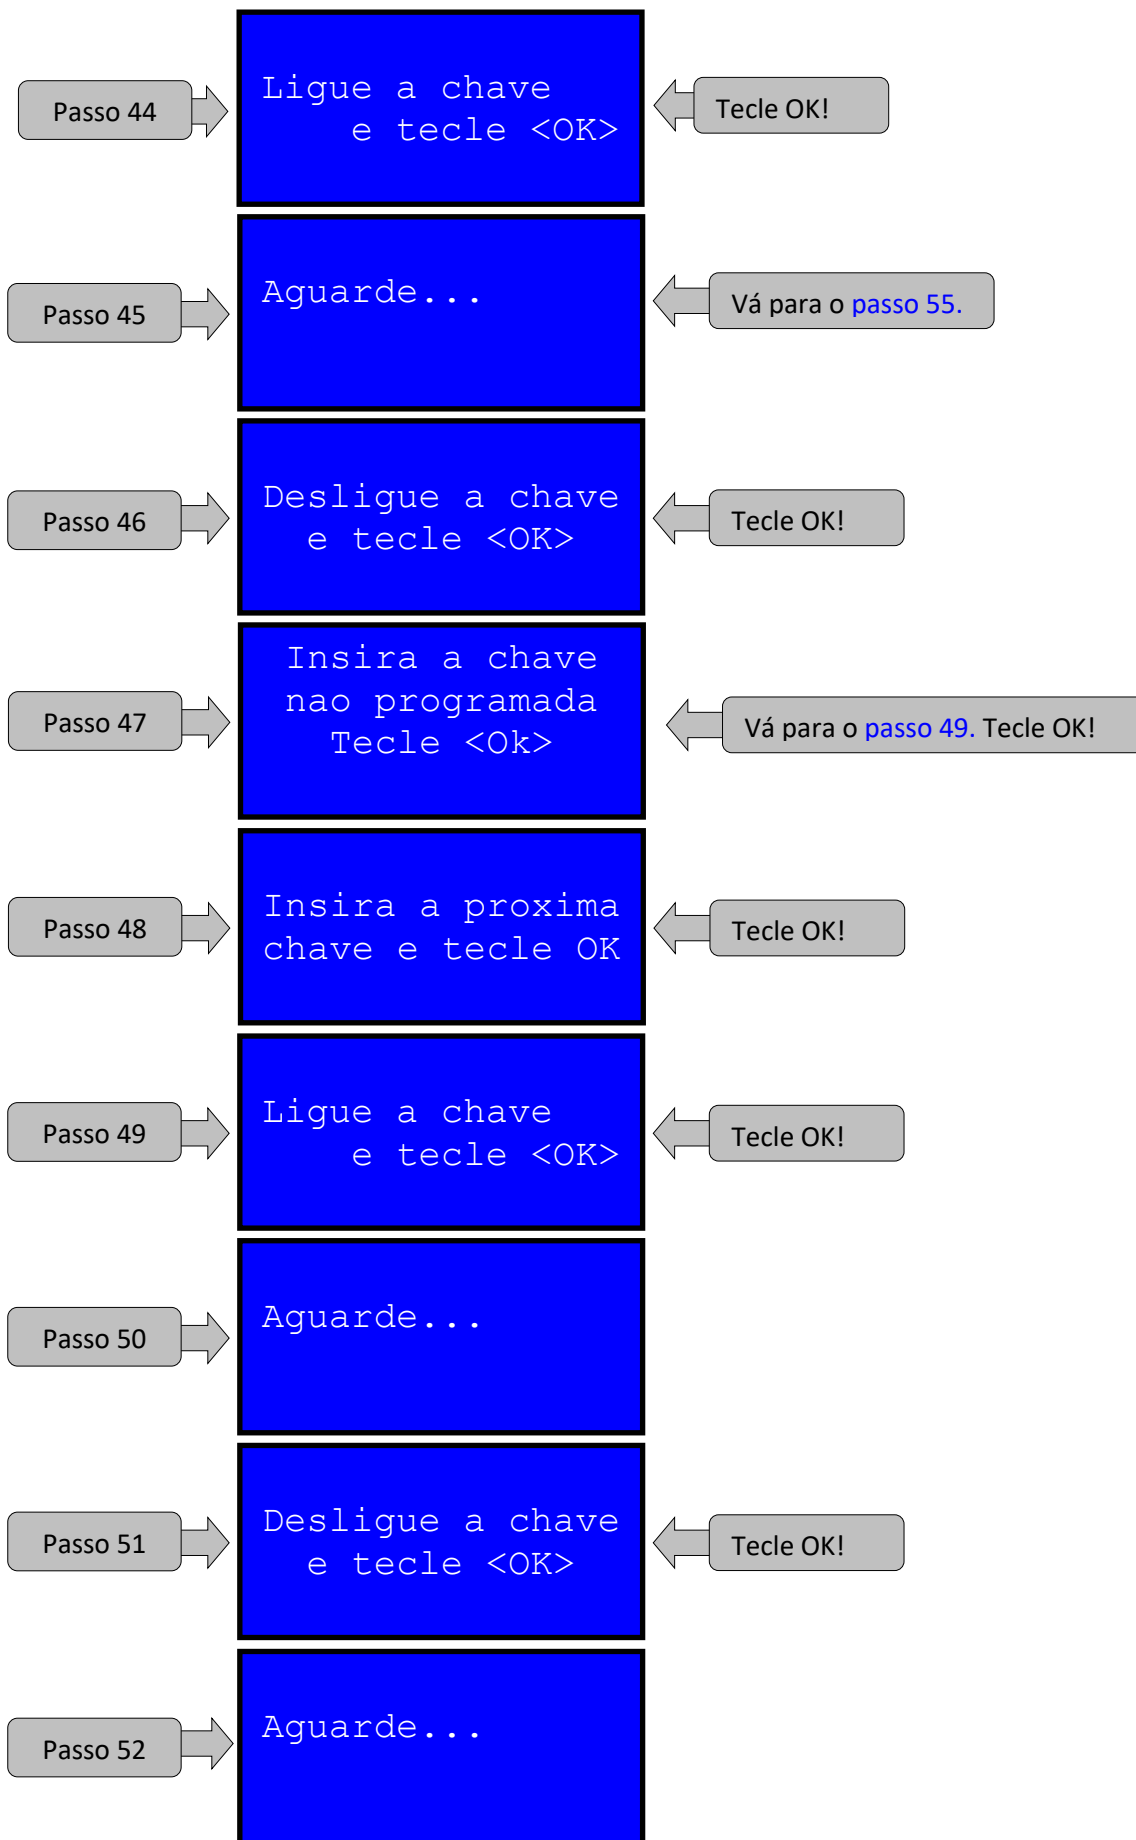 Passo 44
Ligue a chave
e tecle <OK>
Tecle OK!
Passo 45
Aguarde...
Vá para o passo 55.
Passo 46
Desligue a chave
e tecle <OK>
Tecle OK!
Passo 47
Insira a chave
nao programada
Tecle <Ok>
Vá para o passo 49. Tecle OK!
Passo 48
Insira a proxima
chave e tecle OK
Tecle OK!
Passo 49
Ligue a chave
e tecle <OK>
Tecle OK!
Passo 50
Aguarde...
Passo 51
Desligue a chave
e tecle <OK>
Tecle OK!
Passo 52
Aguarde...